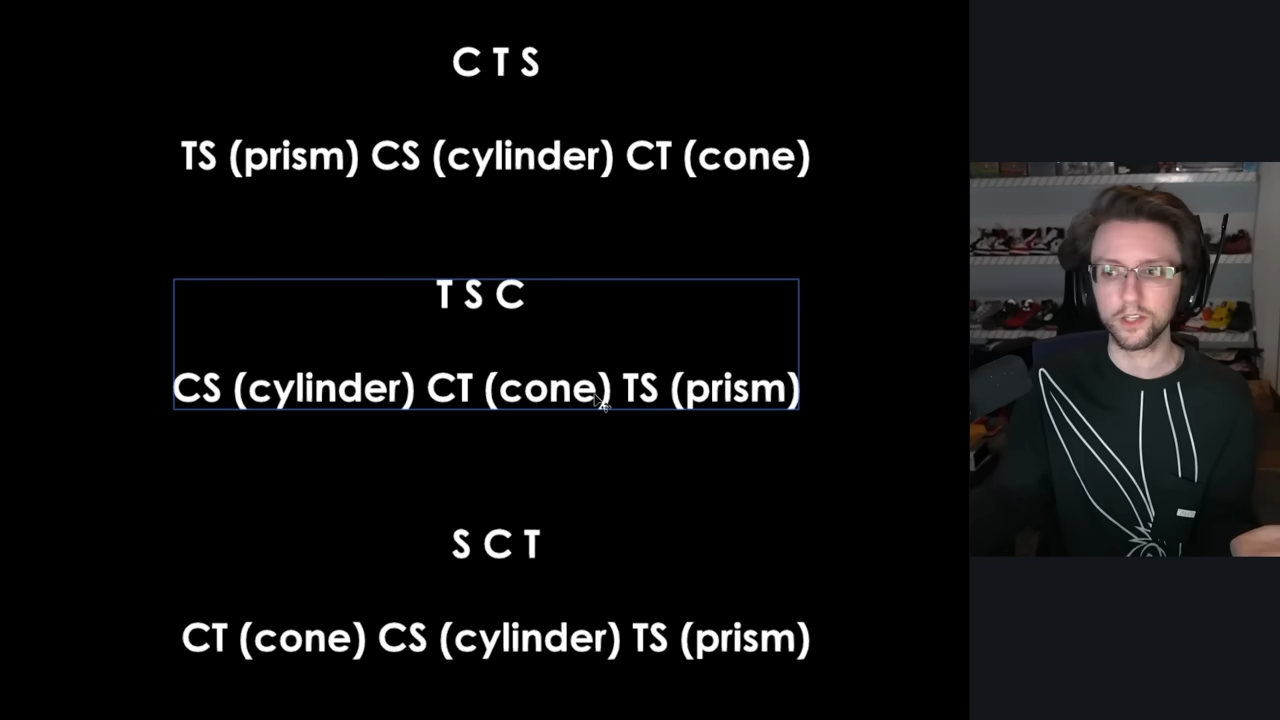 C T S
TS (prism) CS (cylinder) CT (cone)
T S C
CS (cylinder) CT (cone) TS (prism)
S C T
CT (cone) CS (cylinder) TS (prism)